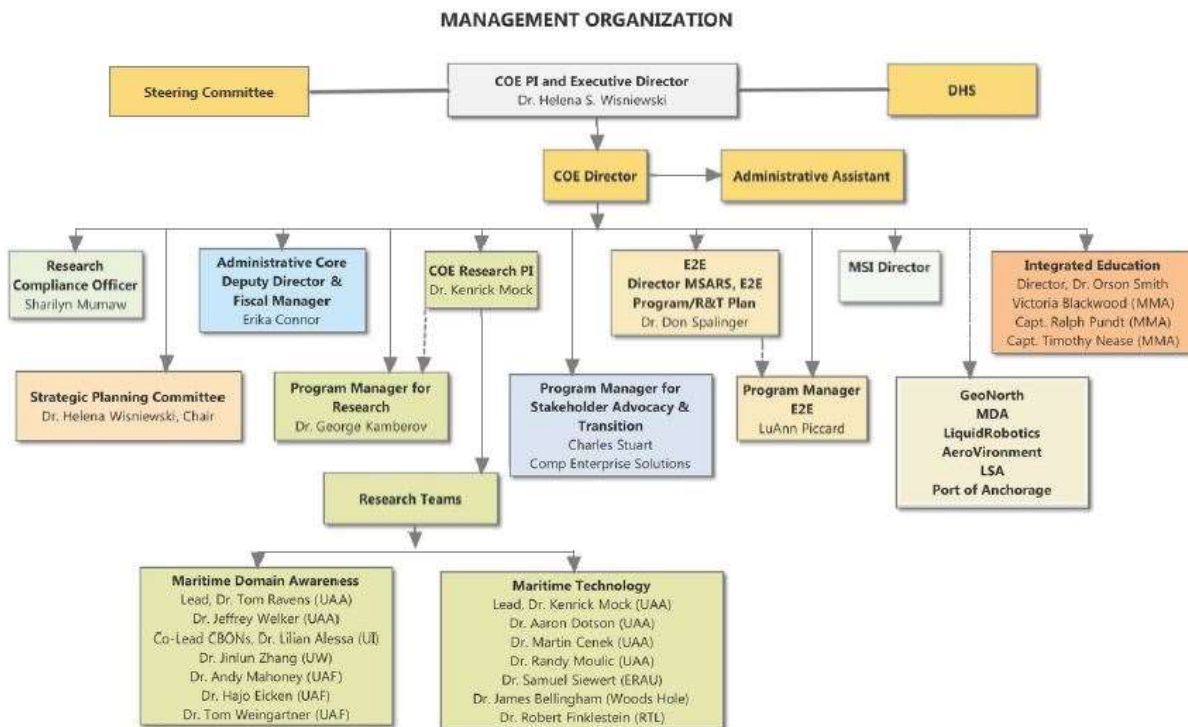 MANAGEMENT ORGANIZATION
Steering Committee
COE PI and Executive Director
Dr. Helena S. Wisniewski
DHS
COE Director
Administrative Assistant
Research
Compliance Officer
Sharilyn Mumaw
Administrative Core
Deputy Director &
Fiscal Manager
Erika Connor
COE Research PI
Dr. Kenrick Mock
E2E
Director MSARS, E2E
Program/R&T Plan
Dr. Don Spalinger
MSI Director
Integrated Education
Director, Dr. Orson Smith
Victoria Blackwood (MMA)
Capt. Ralph Pundt (MMA)
Capt. Timothy Nease (MMA)
Strategic Planning Committee
Dr. Helena Wisniewski, Chair
Program Manager for
Research
Dr. George Kamberov
Program Manager for
Stakeholder Advocacy &
Transition
Charles Stuart
Comp Enterprise Solutions
Program Manager
E2E
LuAnn Piccard
GeoNorth
MDA
LiquidRobotics
AeroVironment
LSA
Port of Anchorage
Research Teams
Maritime Domain Awareness
Lead, Dr. Tom Ravens (UAA)
Dr. Jeffrey Welker (UAA)
Co-Lead CBONs, Dr. Lilian Alessa (UI)
Dr. Jinlun Zhang (UW)
Dr. Andy Mahoney (UAF)
Dr. Hajo Eicken (UAF)
Dr. Tom Weingartner (UAF)
Maritime Technology
Lead, Dr. Kenrick Mock (UAA)
Dr. Aaron Dotson (UAA)
Dr. Martin Cenek (UAA)
Dr. Randy Moulic (UAA)
Dr. Samuel Siewert (ERAU)
Dr. James Bellingham (Woods Hole)
Dr. Robert Finklestein (RTL)